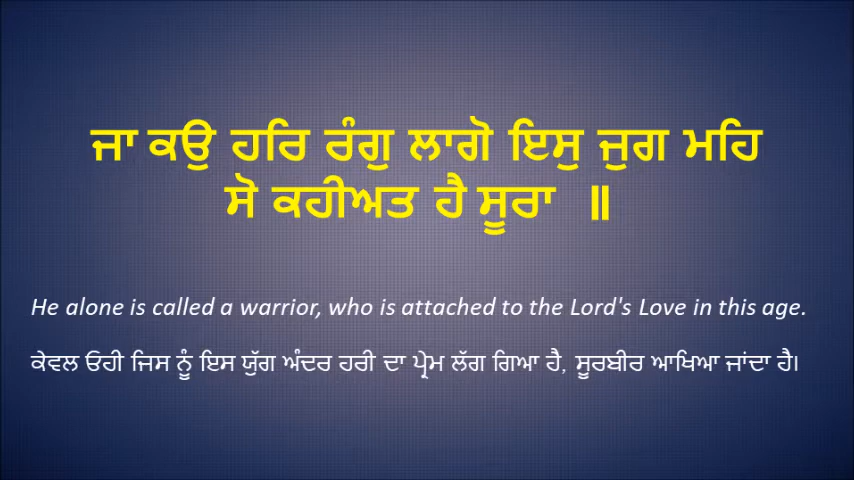 ਜਾ ਕਉ ਹਰਿ ਰੰਗੁ ਲਾਗੋ ਇਸੁ ਜੁਗ ਮਹਿ
ਸੋ ਕਹੀਅਤ ਹੈ ਸੂਰਾ ॥
He alone is called a warrior, who is attached to the Lord's Love in this age.
ਕੇਵਲ ਓਹੀ ਜਿਸ ਨੂੰ ਇਸ ਯੁੱਗ ਅੰਦਰ ਹਰੀ ਦਾ ਪ੍ਰੇਮ ਲੱਗ ਗਿਆ ਹੈ, ਸੂਰਬੀਰ ਆਖਿਆ ਜਾਂਦਾ ਹੈ।